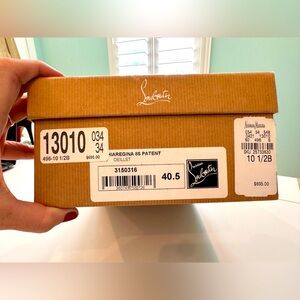 Louboutin
13010 034
34
496-10 1/2B $695.00
MAREGINA 85 PATENT
OEILLET
3150316
40.5
Louboutin
Neiman Marcus
10 1/2B
$695.00